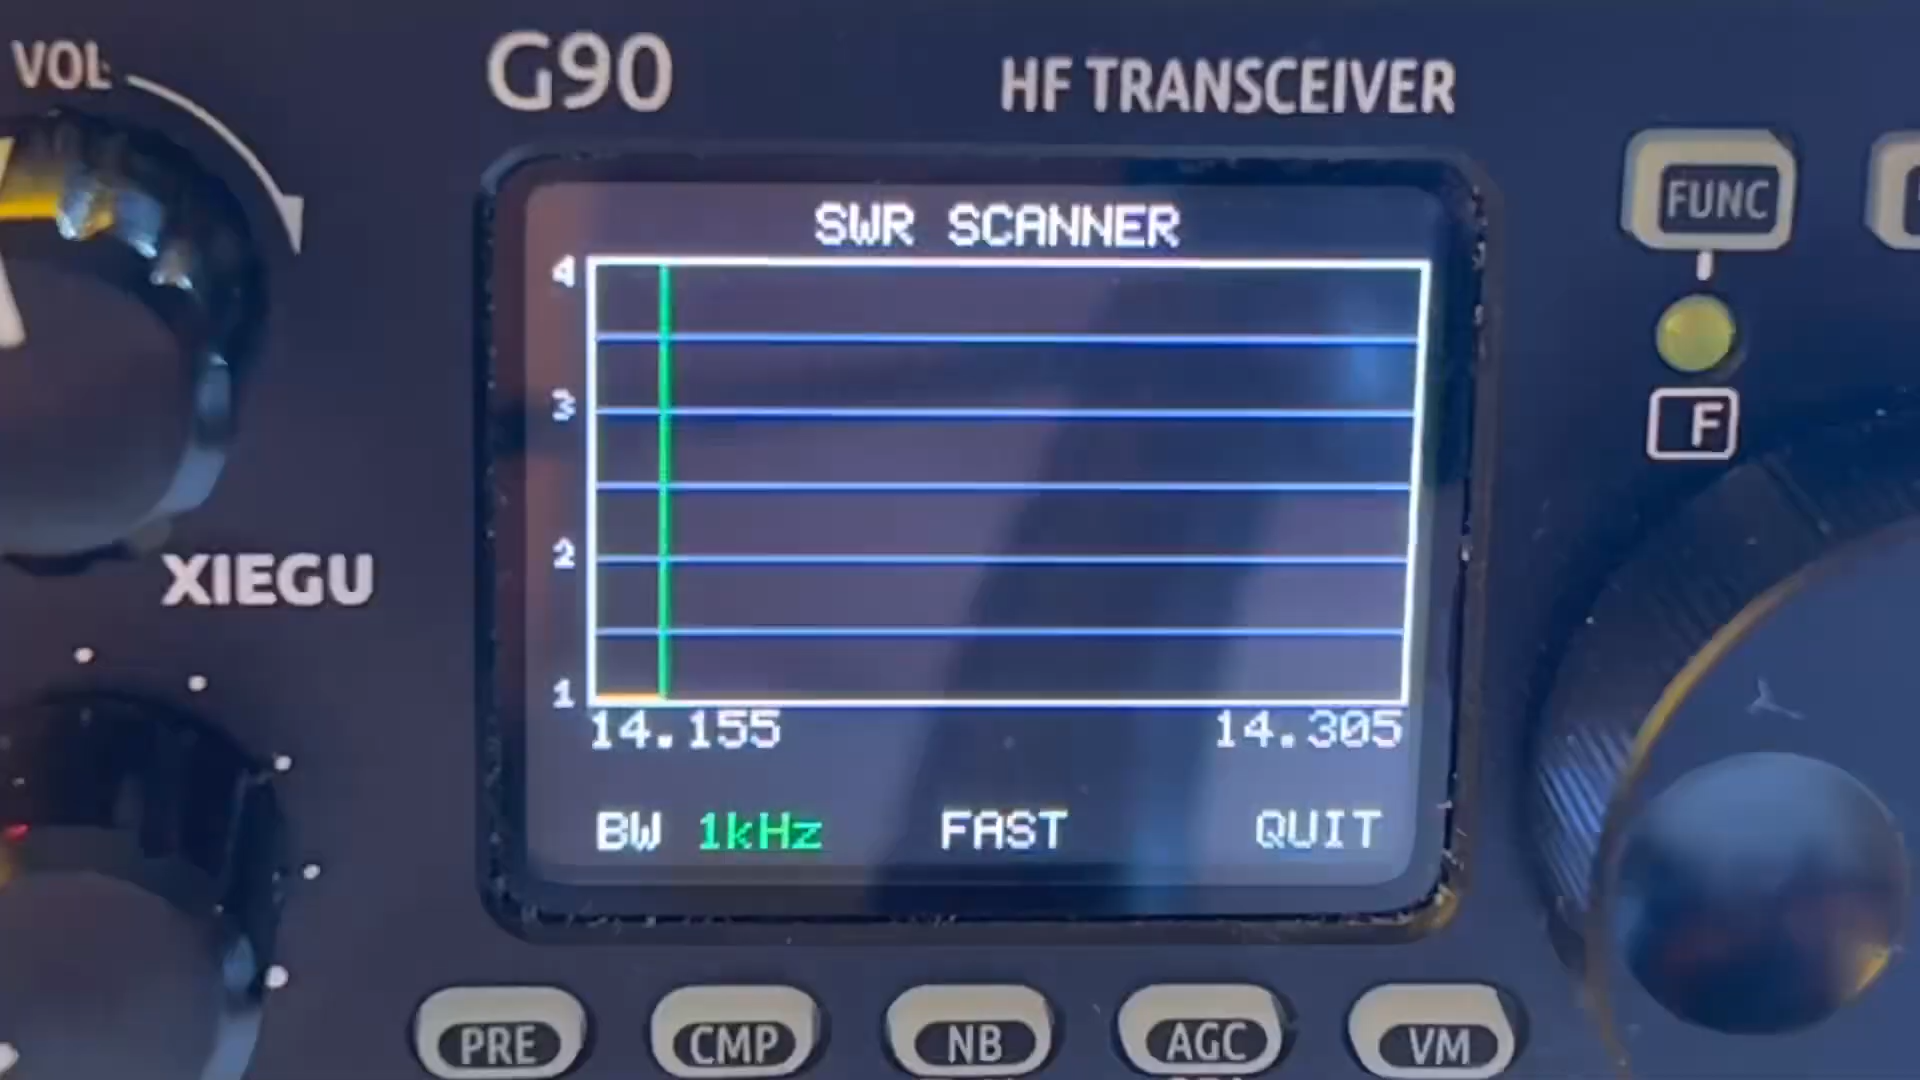 VOL
G90
HF TRANSCEIVER
FUNC
F
XIEGU
SWR SCANNER
4
3
2
1
14.155
14.305
BW 1kHz FAST QUIT
PRE
CMP
NB
AGC
VM